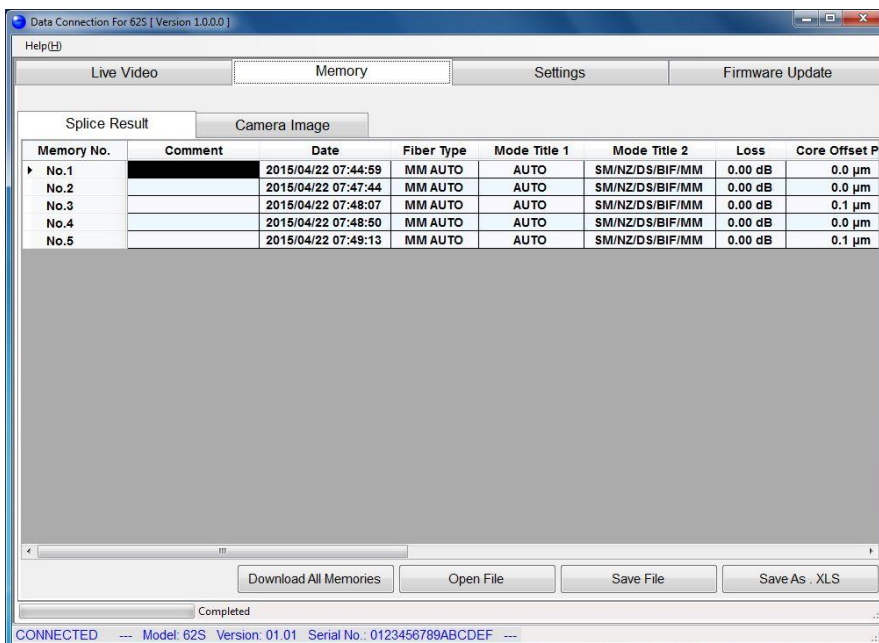 Data Connection For 62S [ Version 1.0.0.0 ]
Help(H)
Live Video Memory Settings Firmware Update
Splice Result Camera Image
Memory No. Comment Date Fiber Type Mode Title 1 Mode Title 2 Loss Core Offset P
No.1 2015/04/22 07:44:59 MM AUTO AUTO SM/NZ/DS/BIF/MM 0.00 dB 0.0 µm
No.2 2015/04/22 07:47:44 MM AUTO AUTO SM/NZ/DS/BIF/MM 0.00 dB 0.0 µm
No.3 2015/04/22 07:48:07 MM AUTO AUTO SM/NZ/DS/BIF/MM 0.00 dB 0.1 µm
No.4 2015/04/22 07:48:50 MM AUTO AUTO SM/NZ/DS/BIF/MM 0.00 dB 0.0 µm
No.5 2015/04/22 07:49:13 MM AUTO AUTO SM/NZ/DS/BIF/MM 0.00 dB 0.1 µm
Download All Memories Open File Save File Save As . XLS
Completed
CONNECTED --- Model: 62S Version: 01.01 Serial No.: 0123456789ABCDEF ---